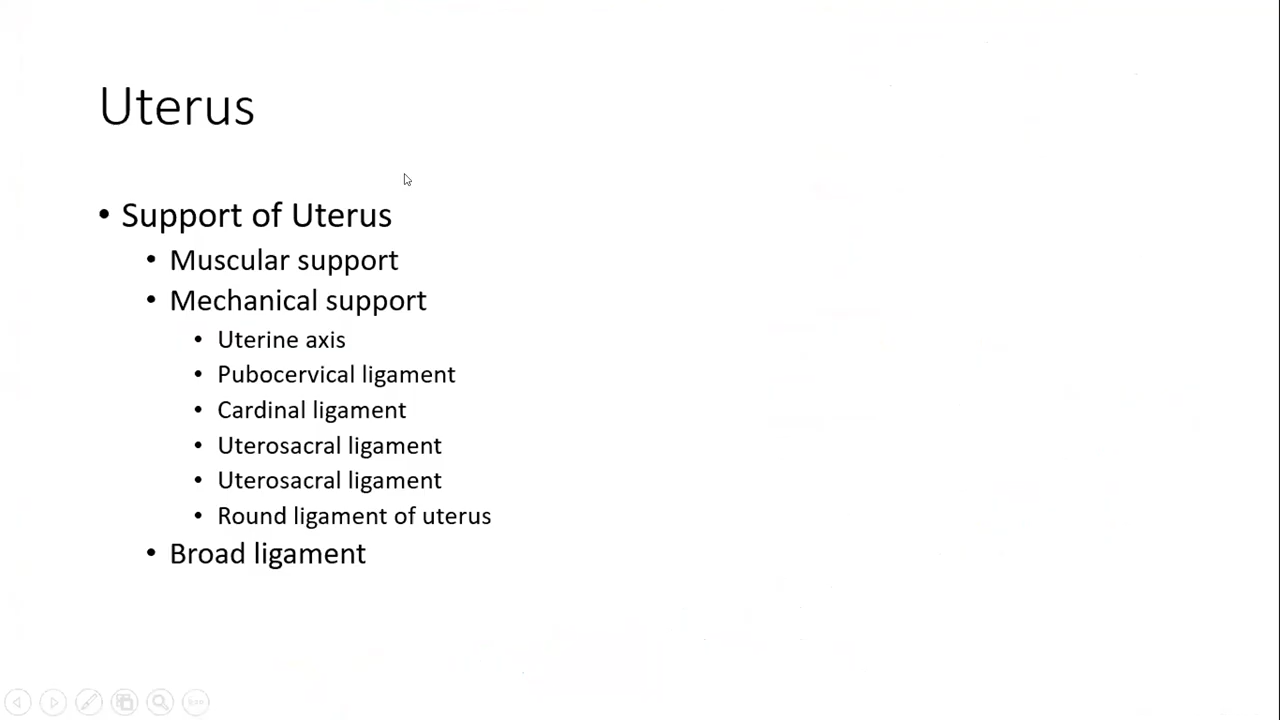 Uterus
• Support of Uterus
• Muscular support
• Mechanical support
• Uterine axis
• Pubocervical ligament
• Cardinal ligament
• Uterosacral ligament
• Uterosacral ligament
• Round ligament of uterus
• Broad ligament